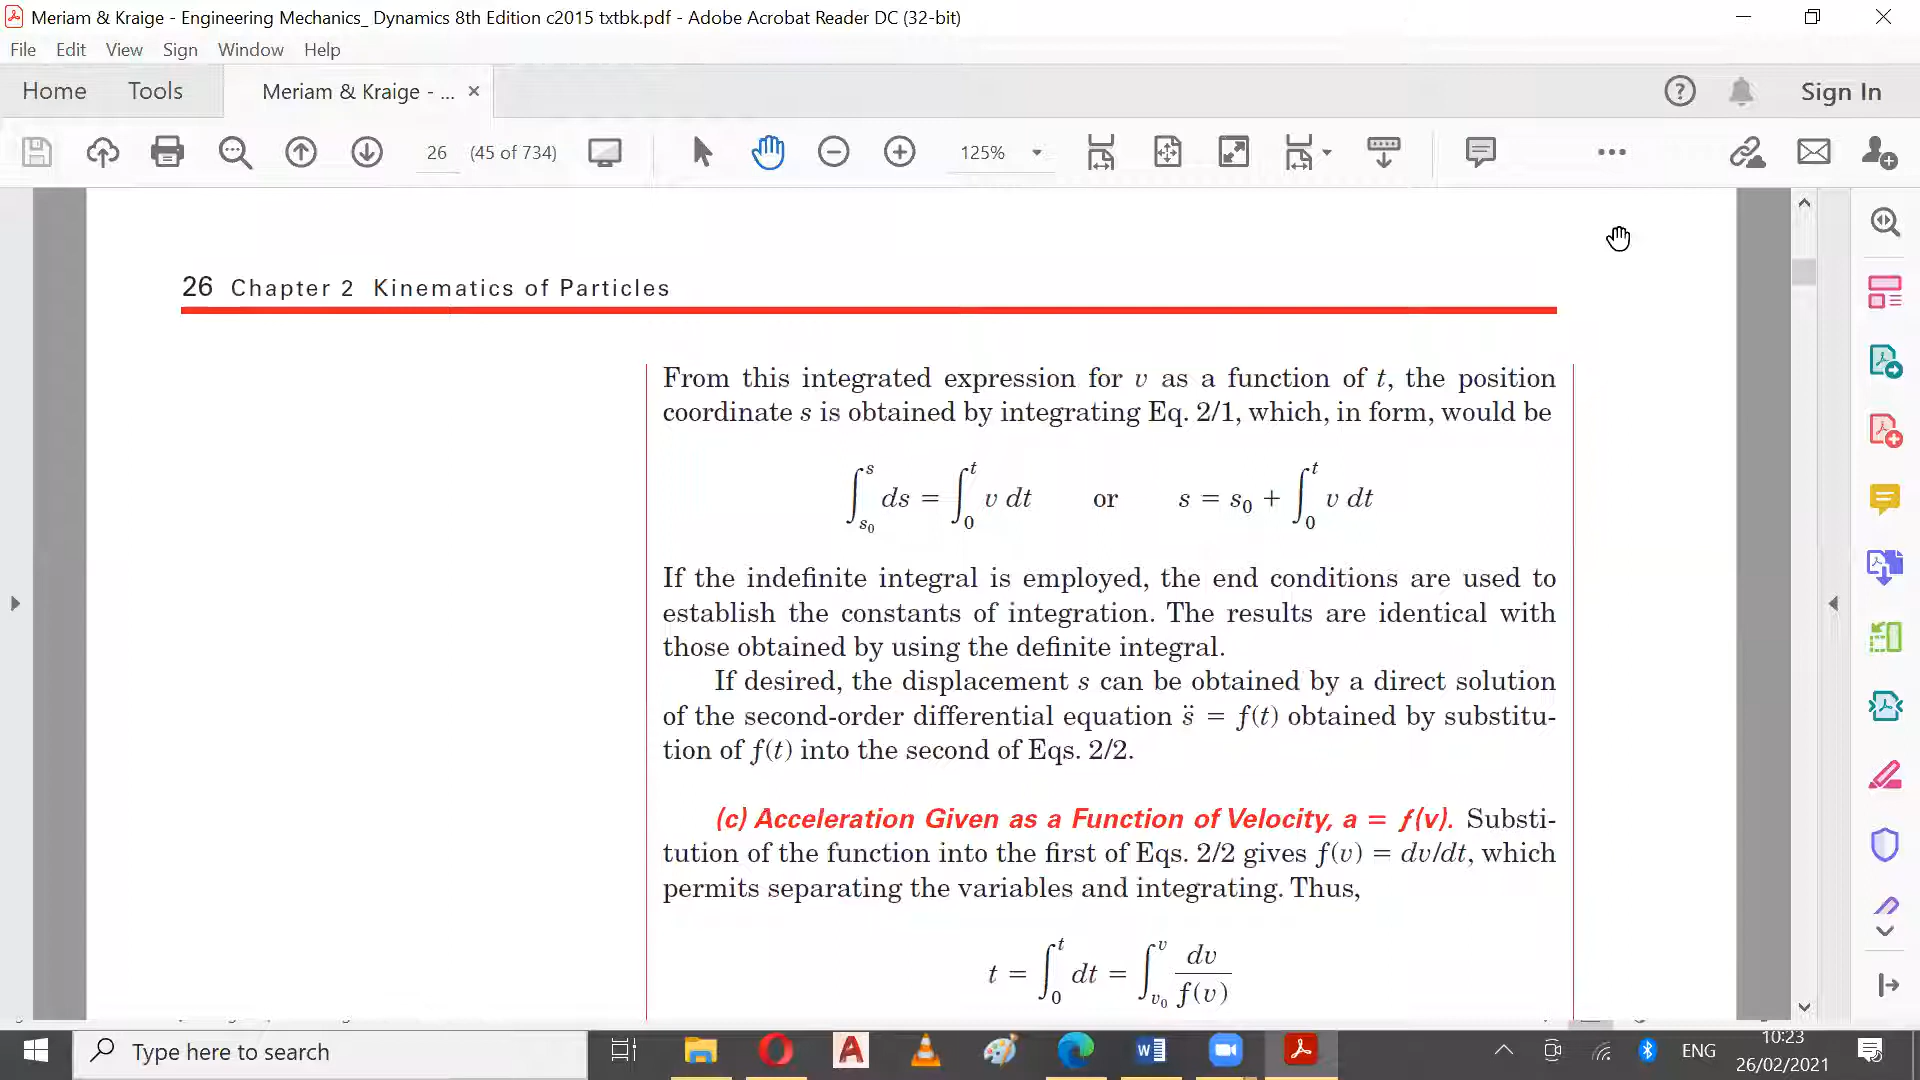 Meriam & Kraige - Engineering Mechanics_ Dynamics 8th Edition c2015 txtbk.pdf - Adobe Acrobat Reader DC (32-bit)
File Edit View Sign Window Help
Home Tools Meriam & Kraige - ... × Sign In
26 (45 of 734) 125%
26 Chapter 2 Kinematics of Particles
From this integrated expression for v as a function of t, the position
coordinate s is obtained by integrating Eq. 2/1, which, in form, would be
∫_{s₀}^{s} ds = ∫_{0}^{t} v dt or s = s₀ + ∫_{0}^{t} v dt
If the indefinite integral is employed, the end conditions are used to
establish the constants of integration. The results are identical with
those obtained by using the definite integral.
If desired, the displacement s can be obtained by a direct solution
of the second-order differential equation s̈ = f(t) obtained by substitu-
tion of f(t) into the second of Eqs. 2/2.
(c) Acceleration Given as a Function of Velocity, a = f(v). Substi-
tution of the function into the first of Eqs. 2/2 gives f(v) = dv/dt, which
permits separating the variables and integrating. Thus,
t = ∫_{0}^{t} dt = ∫_{v₀}^{v} dv/f(v)
Type here to search
ENG
10:23
26/02/2021